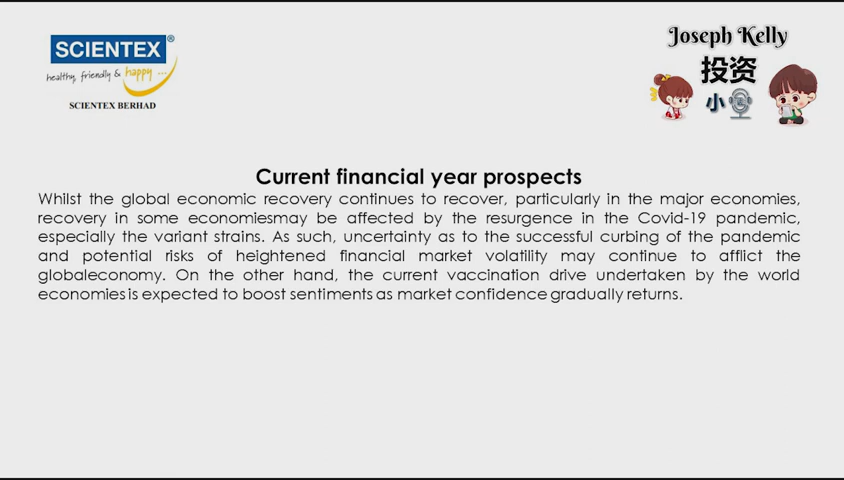 SCIENTEX®
healthy, friendly & happy ...
SCIENTEX BERHAD
Joseph Kelly
投资
小
Current financial year prospects
Whilst the global economic recovery continues to recover, particularly in the major economies,
recovery in some economiesmay be affected by the resurgence in the Covid-19 pandemic,
especially the variant strains. As such, uncertainty as to the successful curbing of the pandemic
and potential risks of heightened financial market volatility may continue to afflict the
globaleconomy. On the other hand, the current vaccination drive undertaken by the world
economies is expected to boost sentiments as market confidence gradually returns.